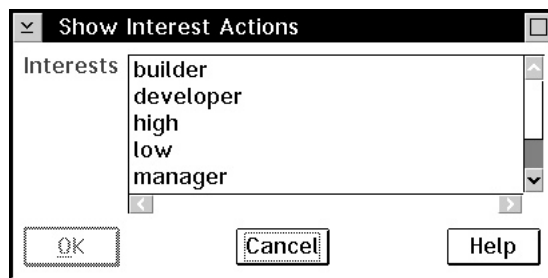 Show Interest Actions
Interests
builder
developer
high
low
manager
OK
Cancel
Help